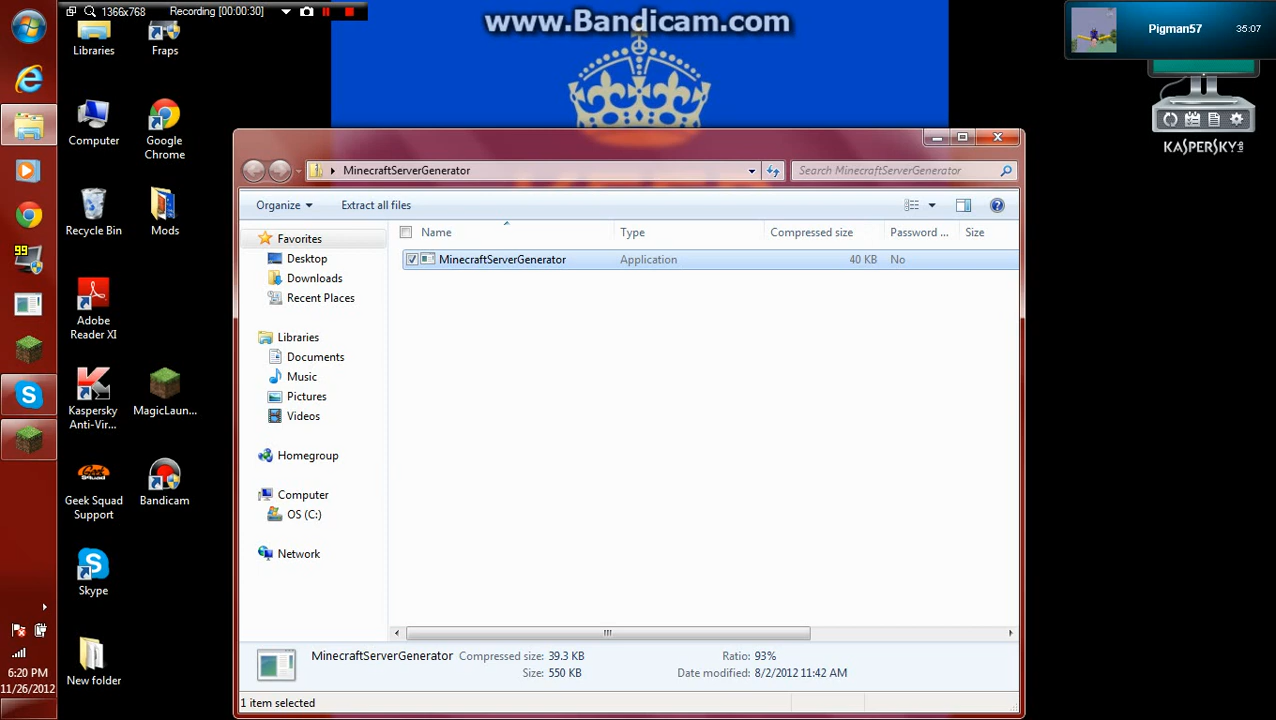 1366x768 Recording [00:00:30]
www.Bandicam.com
Pigman57 35:07
KASPERSKY
Libraries
Fraps
Computer
Google Chrome
Recycle Bin
Mods
99
Adobe Reader XI
Kaspersky Anti-Vir...
MagicLaun...
Geek Squad Support
Bandicam
Skype
New folder
6:20 PM
11/26/2012
MinecraftServerGenerator
Search MinecraftServerGenerator
Organize Extract all files
Name Type Compressed size Password ... Size
MinecraftServerGenerator Application 40 KB No
Favorites
Desktop
Downloads
Recent Places
Libraries
Documents
Music
Pictures
Videos
Homegroup
Computer
OS (C:)
Network
MinecraftServerGenerator Compressed size: 39.3 KB Ratio: 93%
Size: 550 KB Date modified: 8/2/2012 11:42 AM
1 item selected